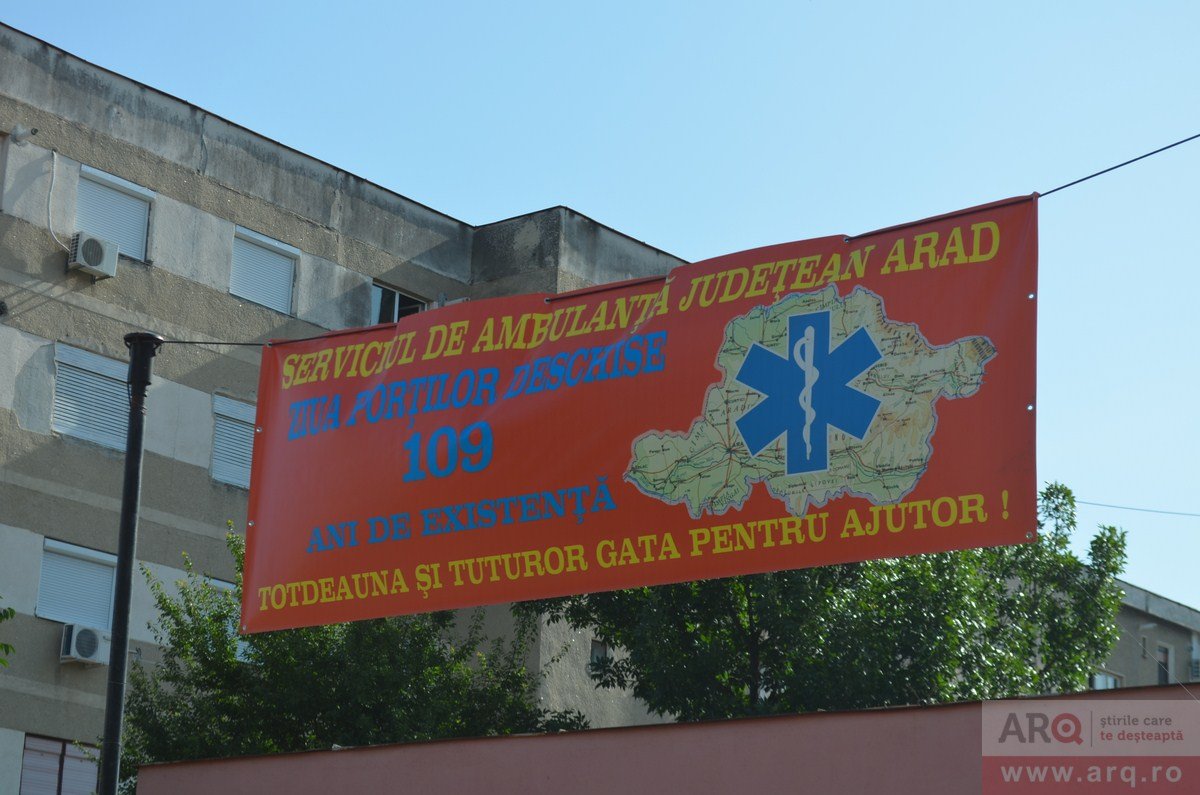 SERVICIUL DE AMBULANȚĂ JUDEȚEAN ARAD
ZIUA PORȚILOR DESCHISE
109
ANI DE EXISTENȚĂ
TOTDEAUNA ȘI TUTUROR GATA PENTRU AJUTOR !
ARAD
ARQ
știrile care
te deșteaptă
www.arq.ro